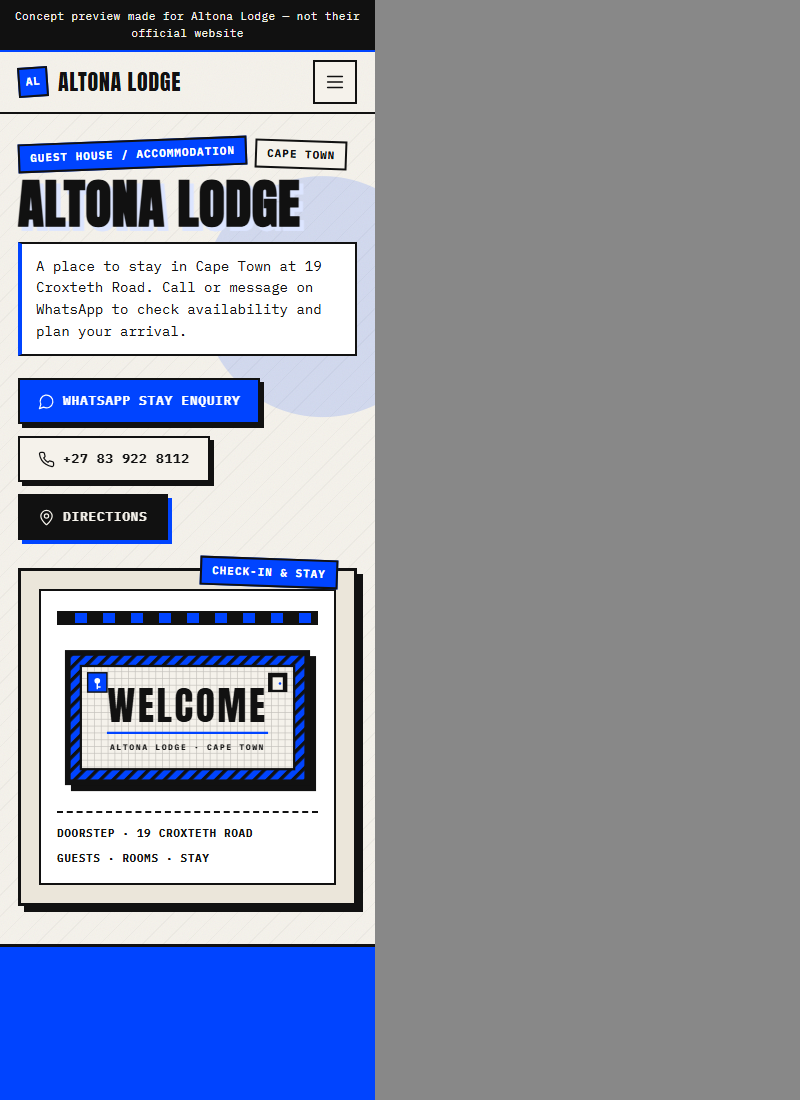 Concept preview made for Altona Lodge — not their
official website
AL
ALTONA LODGE
GUEST HOUSE / ACCOMMODATION
CAPE TOWN
ALTONA LODGE
A place to stay in Cape Town at 19
Croxteth Road. Call or message on
WhatsApp to check availability and
plan your arrival.
WHATSAPP STAY ENQUIRY
+27 83 922 8112
DIRECTIONS
CHECK-IN & STAY
WELCOME
ALTONA LODGE · CAPE TOWN
DOORSTEP · 19 CROXTETH ROAD
GUESTS · ROOMS · STAY